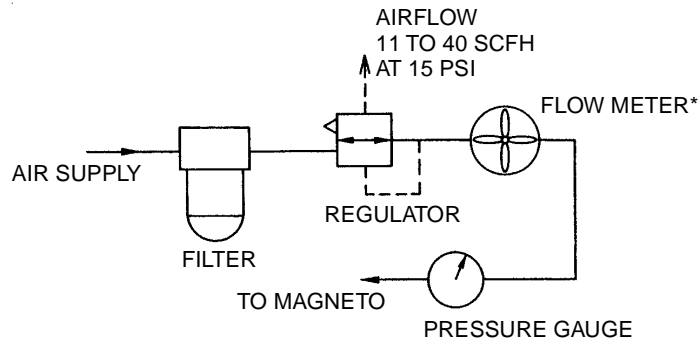 AIRFLOW
11 TO 40 SCFH
AT 15 PSI
FLOW METER*
AIR SUPPLY
REGULATOR
FILTER
TO MAGNETO
PRESSURE GAUGE